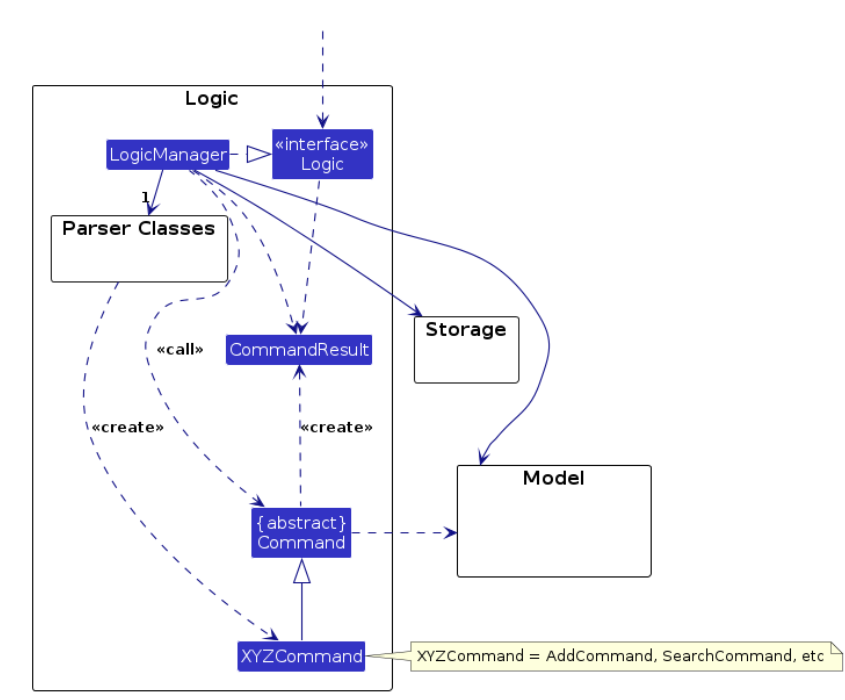 Logic
«interface»
Logic
LogicManager
1
Parser Classes
Storage
«call»
CommandResult
«create»
«create»
Model
{abstract}
Command
XYZCommand
XYZCommand = AddCommand, SearchCommand, etc